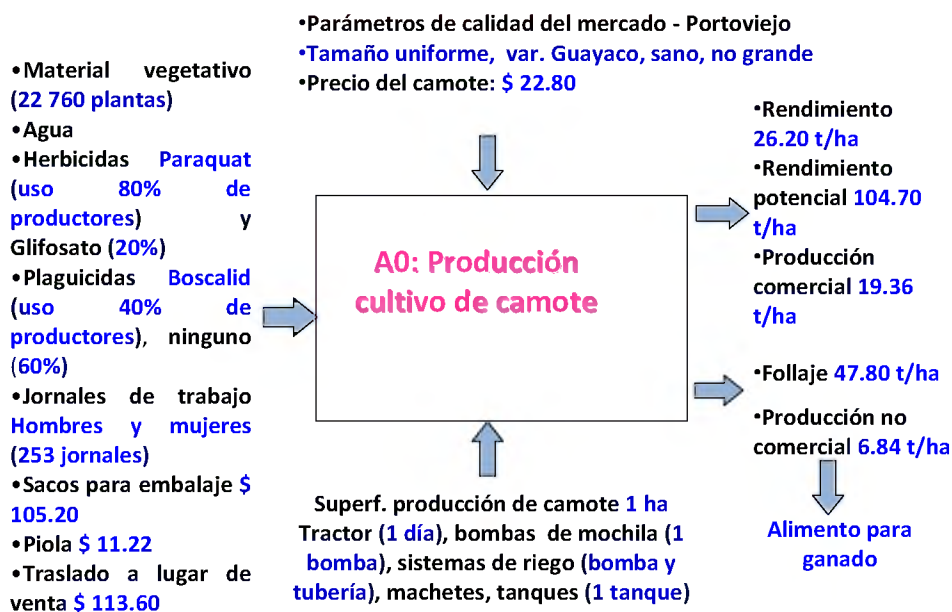 •Parámetros de calidad del mercado - Portoviejo
•Tamaño uniforme, var. Guayaco, sano, no grande
•Precio del camote: $ 22.80
•Material vegetativo
(22 760 plantas)
•Agua
•Herbicidas Paraquat
(uso 80% de
productores) y
Glifosato (20%)
•Plaguicidas Boscalid
(uso 40% de
productores), ninguno
(60%)
•Jornales de trabajo
Hombres y mujeres
(253 jornales)
•Sacos para embalaje $
105.20
•Piola $ 11.22
•Traslado a lugar de
venta $ 113.60
A0: Producción
cultivo de camote
Superf. producción de camote 1 ha
Tractor (1 día), bombas de mochila (1
bomba), sistemas de riego (bomba y
tubería), machetes, tanques (1 tanque)
•Rendimiento
26.20 t/ha
•Rendimiento
potencial 104.70
t/ha
•Producción
comercial 19.36
t/ha
•Follaje 47.80 t/ha
•Producción no
comercial 6.84 t/ha
Alimento para
ganado